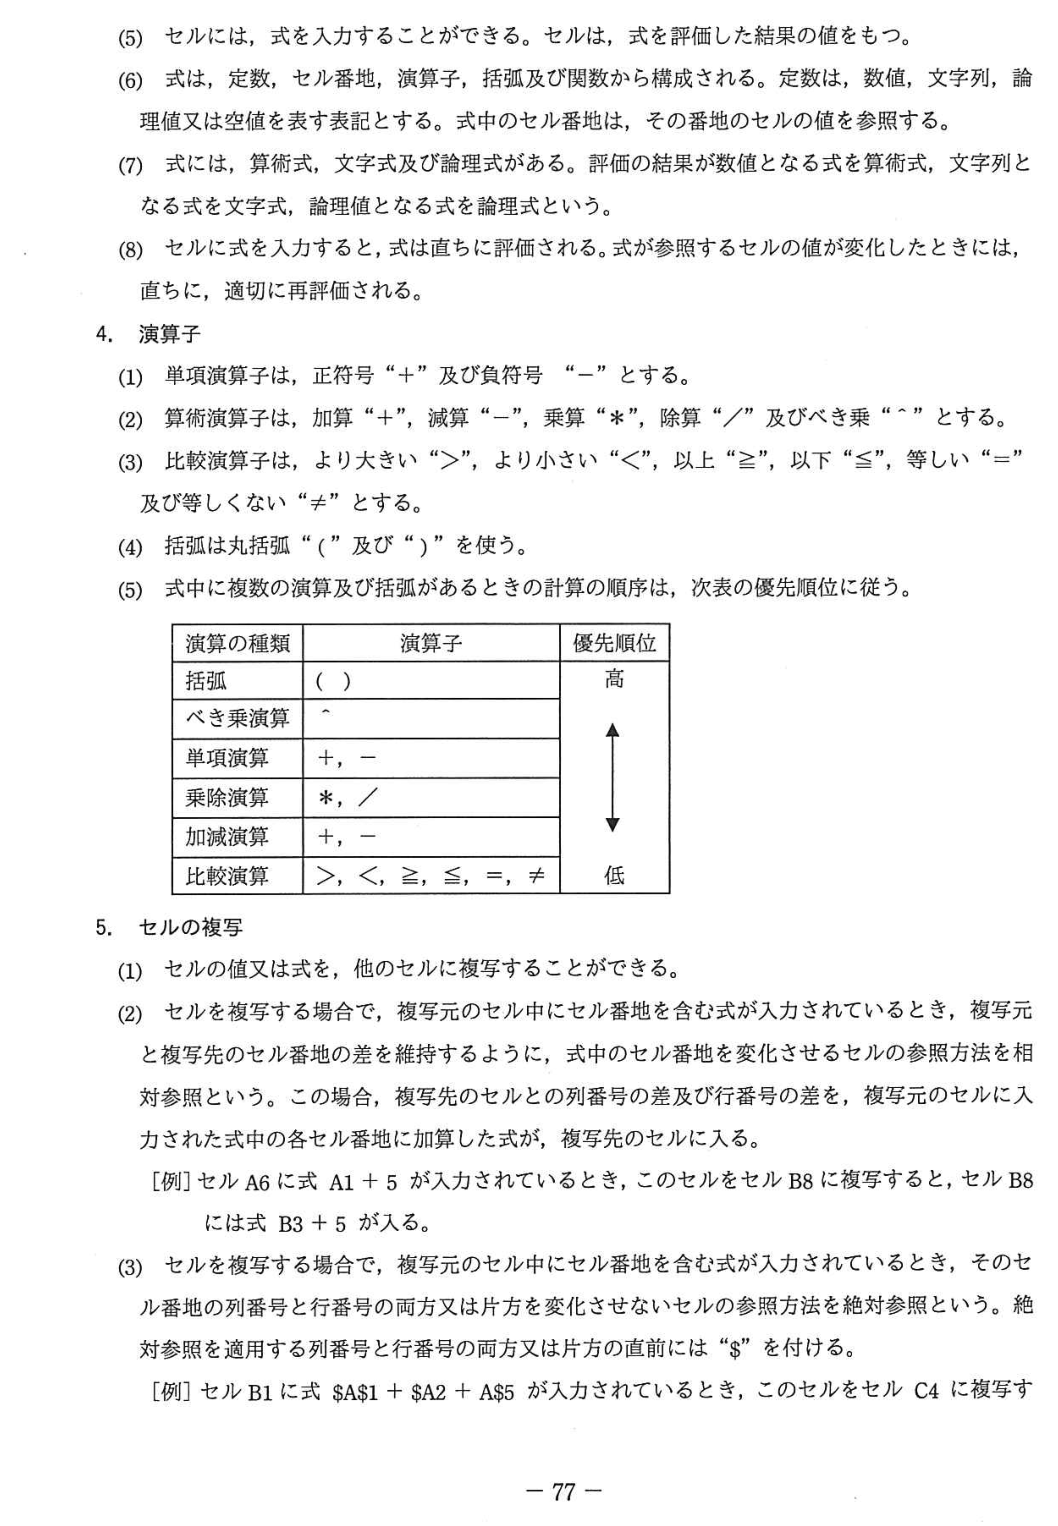 (5) セルには，式を入力することができる。セルは，式を評価した結果の値をもつ。
(6) 式は，定数，セル番地，演算子，括弧及び関数から構成される。定数は，数値，文字列，論
理値又は空値を表す表記とする。式中のセル番地は，その番地のセルの値を参照する。
(7) 式には，算術式，文字式及び論理式がある。評価の結果が数値となる式を算術式，文字列と
なる式を文字式，論理値となる式を論理式という。
(8) セルに式を入力すると，式は直ちに評価される。式が参照するセルの値が変化したときには，
直ちに，適切に再評価される。
4. 演算子
(1) 単項演算子は，正符号 “＋” 及び負符号 “－” とする。
(2) 算術演算子は，加算 “＋”，減算 “－”，乗算 “＊”，除算 “／” 及びべき乗 “＾” とする。
(3) 比較演算子は，より大きい “＞”，より小さい “＜”，以上 “≧”，以下 “≦”，等しい “＝”
及び等しくない “≠” とする。
(4) 括弧は丸括弧 “(” 及び “)” を使う。
(5) 式中に複数の演算及び括弧があるときの計算の順序は，次表の優先順位に従う。
演算の種類 演算子 優先順位
括弧 ( ) 高
べき乗演算 ＾
単項演算 ＋，－
乗除演算 ＊，／
加減演算 ＋，－
比較演算 ＞，＜，≧，≦，＝，≠ 低
5. セルの複写
(1) セルの値又は式を，他のセルに複写することができる。
(2) セルを複写する場合で，複写元のセル中にセル番地を含む式が入力されているとき，複写元
と複写先のセル番地の差を維持するように，式中のセル番地を変化させるセルの参照方法を相
対参照という。この場合，複写先のセルとの列番号の差及び行番号の差を，複写元のセルに入
力された式中の各セル番地に加算した式が，複写先のセルに入る。
［例］セル A6 に式 A1 + 5 が入力されているとき，このセルをセル B8 に複写すると，セル B8
には式 B3 + 5 が入る。
(3) セルを複写する場合で，複写元のセル中にセル番地を含む式が入力されているとき，そのセ
ル番地の列番号と行番号の両方又は片方を変化させないセルの参照方法を絶対参照という。絶
対参照を適用する列番号と行番号の両方又は片方の直前には “$” を付ける。
［例］セル B1 に式 $A$1 + $A2 + A$5 が入力されているとき，このセルをセル C4 に複写す
－ 77 －